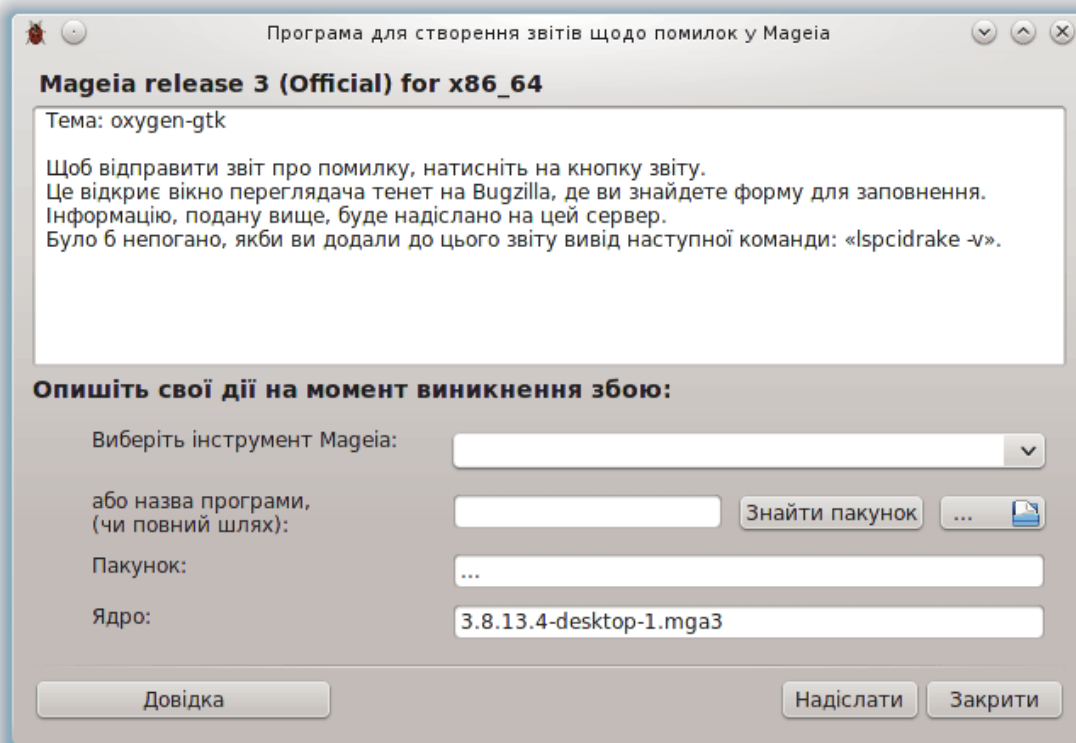 Програма для створення звітів щодо помилок у Mageia
Mageia release 3 (Official) for x86_64
Тема: oxygen-gtk
Щоб відправити звіт про помилку, натисніть на кнопку звіту.
Це відкриє вікно переглядача тенет на Bugzilla, де ви знайдете форму для заповнення.
Інформацію, подану вище, буде надіслано на цей сервер.
Було б непогано, якби ви додали до цього звіту вивід наступної команди: «lspcidrake -v».
Опишіть свої дії на момент виникнення збою:
Виберіть інструмент Mageia:
або назва програми,
(чи повний шлях):
Знайти пакунок
...
Пакунок:
...
Ядро:
3.8.13.4-desktop-1.mga3
Довідка
Надіслати
Закрити